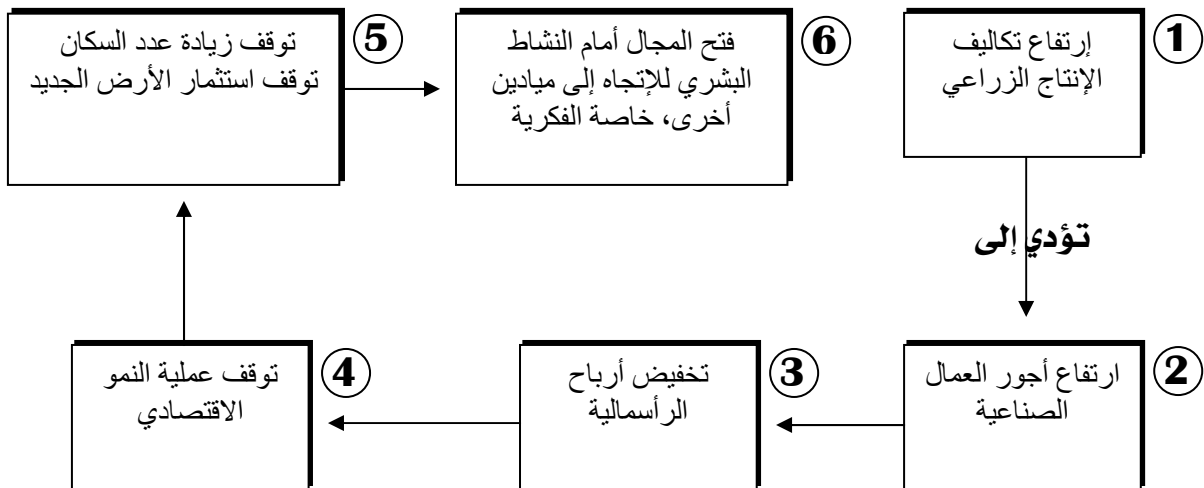 1
إرتفاع تكاليف
الإنتاج الزراعي
تؤدي إلى
2
ارتفاع أجور العمال
الصناعية
3
تخفيض أرباح
الرأسمالية
4
توقف عملية النمو
الاقتصادي
5
توقف زيادة عدد السكان
توقف استثمار الأرض الجديد
6
فتح المجال أمام النشاط
البشري للإتجاه إلى ميادين
أخرى، خاصة الفكرية